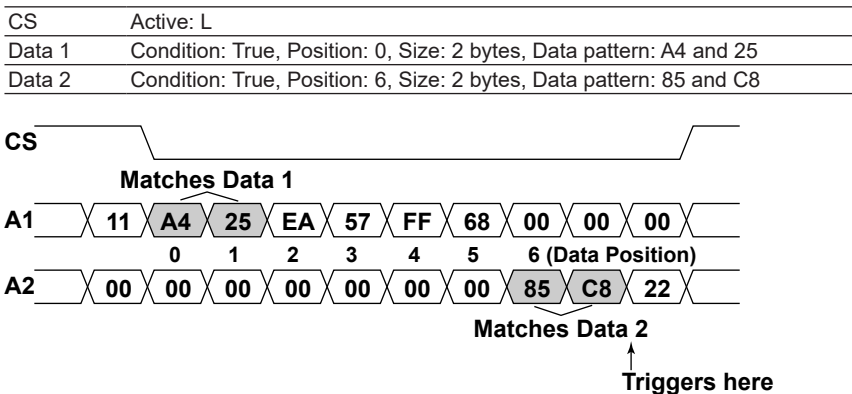 CS Active: L
Data 1 Condition: True, Position: 0, Size: 2 bytes, Data pattern: A4 and 25
Data 2 Condition: True, Position: 6, Size: 2 bytes, Data pattern: 85 and C8
CS
Matches Data 1
A1 11 A4 25 EA 57 FF 68 00 00 00
0 1 2 3 4 5 6 (Data Position)
A2 00 00 00 00 00 00 00 85 C8 22
Matches Data 2
Triggers here